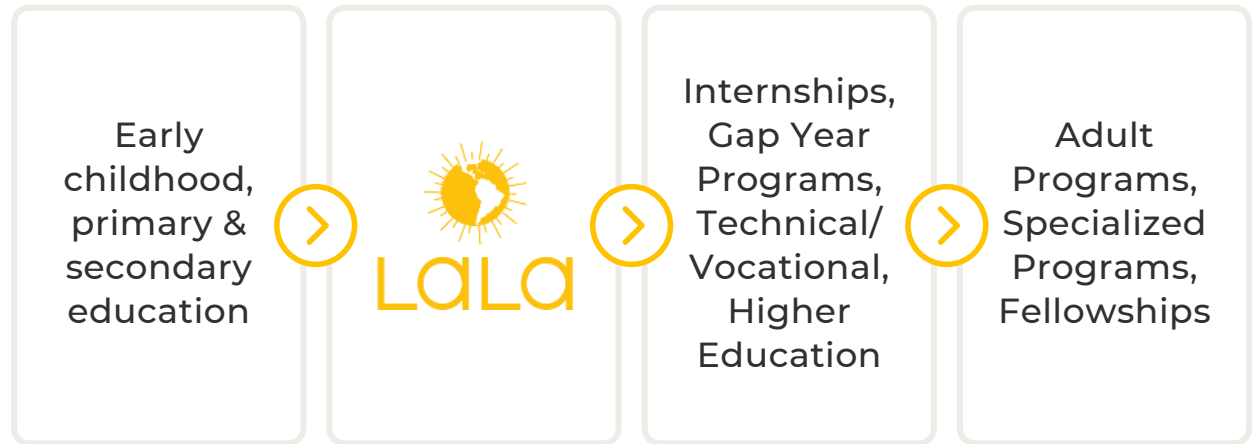 Early
childhood,
primary &
secondary
education
LaLa
Internships,
Gap Year
Programs,
Technical/
Vocational,
Higher
Education
Adult
Programs,
Specialized
Programs,
Fellowships